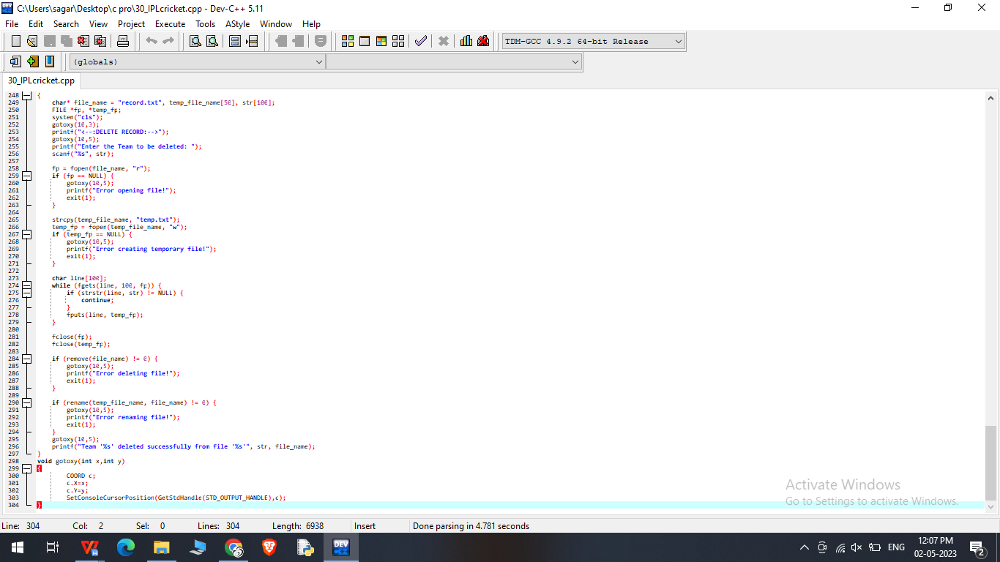 C:\Users\sagar\Desktop\c pro\30_IPLcricket.cpp - Dev-C++ 5.11
File Edit Search View Project Execute Tools AStyle Window Help
TDM-GCC 4.9.2 64-bit Release
(globals)
30_IPLcricket.cpp
248 {
249 char* file_name = "record.txt", temp_file_name[50], str[100];
250 FILE *fp, *temp_fp;
251 system("cls");
252 gotoxy(10,3);
253 printf("<--:DELETE RECORD:-->");
254 gotoxy(10,5);
255 printf("Enter the Team to be deleted: ");
256 scanf("%s", str);
257
258 fp = fopen(file_name, "r");
259 if (fp == NULL) {
260 gotoxy(10,5);
261 printf("Error opening file!");
262 exit(1);
263 }
264
265 strcpy(temp_file_name, "temp.txt");
266 temp_fp = fopen(temp_file_name, "w");
267 if (temp_fp == NULL) {
268 gotoxy(10,5);
269 printf("Error creating temporary file!");
270 exit(1);
271 }
272
273 char line[100];
274 while (fgets(line, 100, fp)) {
275 if (strstr(line, str) != NULL) {
276 continue;
277 }
278 fputs(line, temp_fp);
279 }
280
281 fclose(fp);
282 fclose(temp_fp);
283
284 if (remove(file_name) != 0) {
285 gotoxy(10,5);
286 printf("Error deleting file!");
287 exit(1);
288 }
289
290 if (rename(temp_file_name, file_name) != 0) {
291 gotoxy(10,5);
292 printf("Error renaming file!");
293 exit(1);
294 }
295 gotoxy(10,5);
296 printf("Team '%s' deleted successfully from file '%s'", str, file_name);
297 }
298 void gotoxy(int x,int y)
299 {
300 COORD c;
301 c.X=x;
302 c.Y=y;
303 SetConsoleCursorPosition(GetStdHandle(STD_OUTPUT_HANDLE),c);
304 }
Activate Windows
Go to Settings to activate Windows.
Line: 304 Col: 2 Sel: 0 Lines: 304 Length: 6938 Insert Done parsing in 4.781 seconds
DEV
ENG
12:07 PM
02-05-2023
2